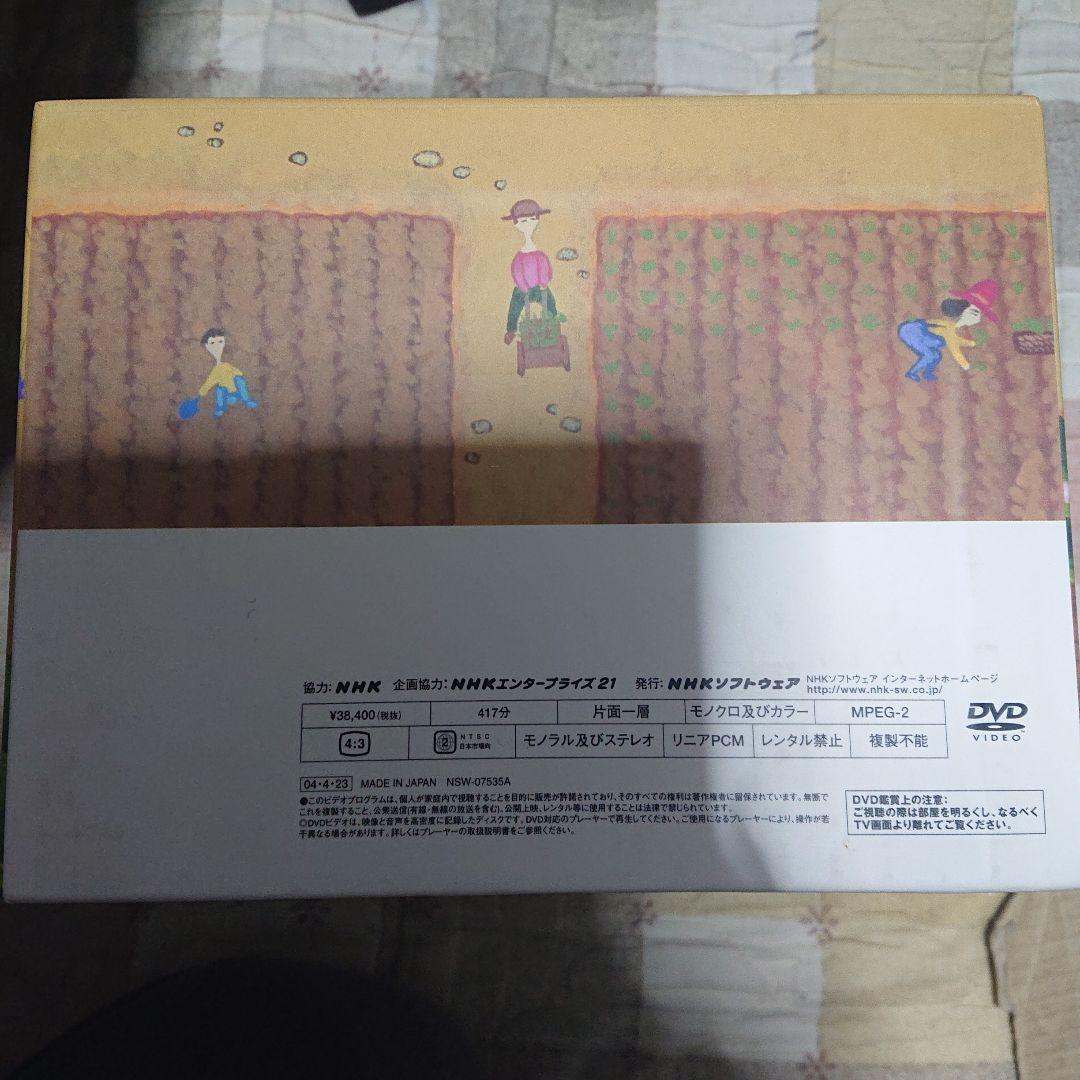 協力: NHK 企画協力: NHKエンタープライズ21 発行: NHKソフトウェア NHKソフトウェア インターネットホームページ
http://www.nhk-sw.co.jp/
¥38,400(税抜) 417分 片面一層 モノクロ及びカラー MPEG-2
4:3 2 NTSC 日本市場向 モノラル及びステレオ リニアPCM レンタル禁止 複製不能
DVD
VIDEO
04・4・23 MADE IN JAPAN NSW-07535A
●このビデオプログラムは、個人が家庭内で視聴することを目的に販売が許諾されており、そのすべての権利は著作権者に留保されています。無断で
これを複製すること、公衆送信(有線・無線の放送を含む)、公開上映、レンタル等に使用することは法律で禁じられています。
◎DVDビデオは、映像と音声を高密度に記録したディスクです。DVD対応のプレーヤーで再生してください。ご使用になるプレーヤーにより、操作が若
干異なる場合があります。詳しくはプレーヤーの取扱説明書をご参照ください。
DVD鑑賞上の注意:
ご視聴の際は部屋を明るくし、なるべく
TV画面より離れてご覧ください。